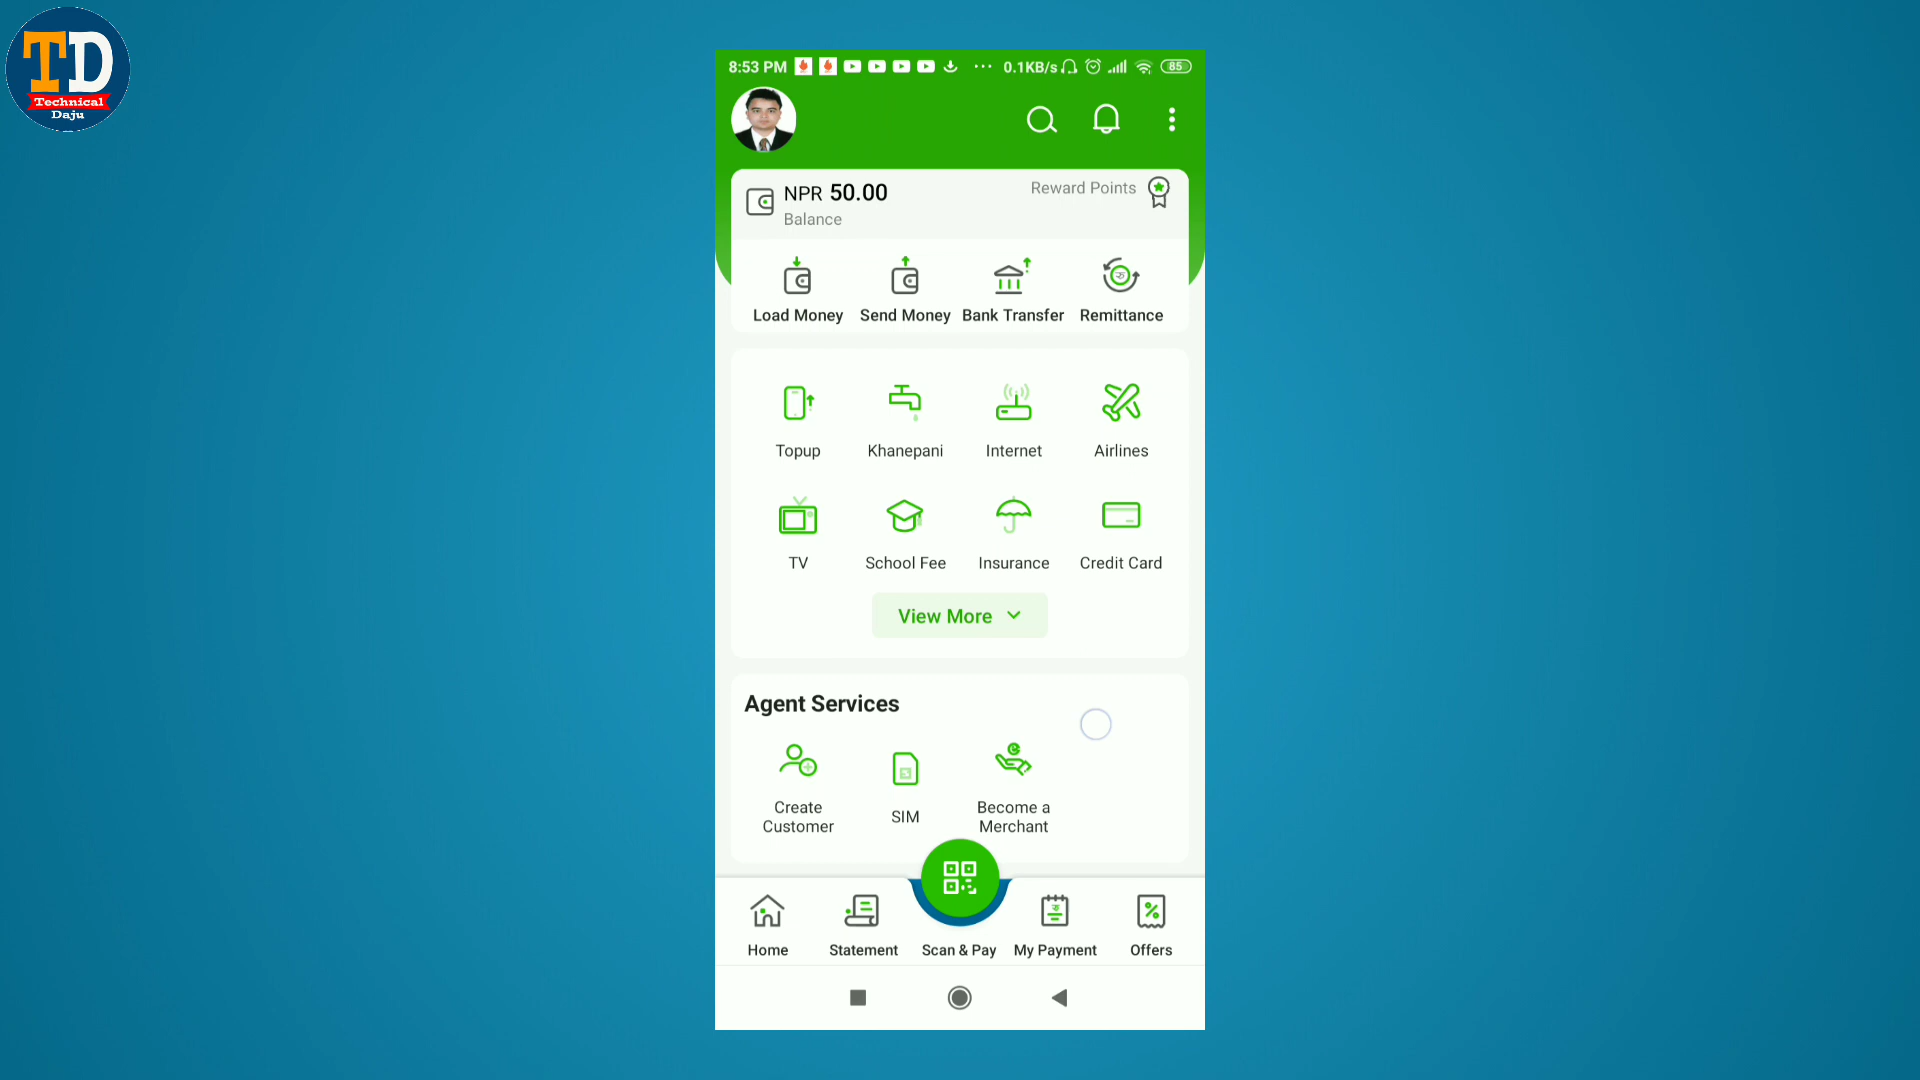 TD
Technical
Daju
8:53 PM ... 0.1KB/s 85
NPR 50.00
Balance
Reward Points
Load Money Send Money Bank Transfer Remittance
Topup Khanepani Internet Airlines
TV School Fee Insurance Credit Card
View More
Agent Services
Create
Customer
SIM
Become a
Merchant
Home Statement Scan & Pay My Payment Offers